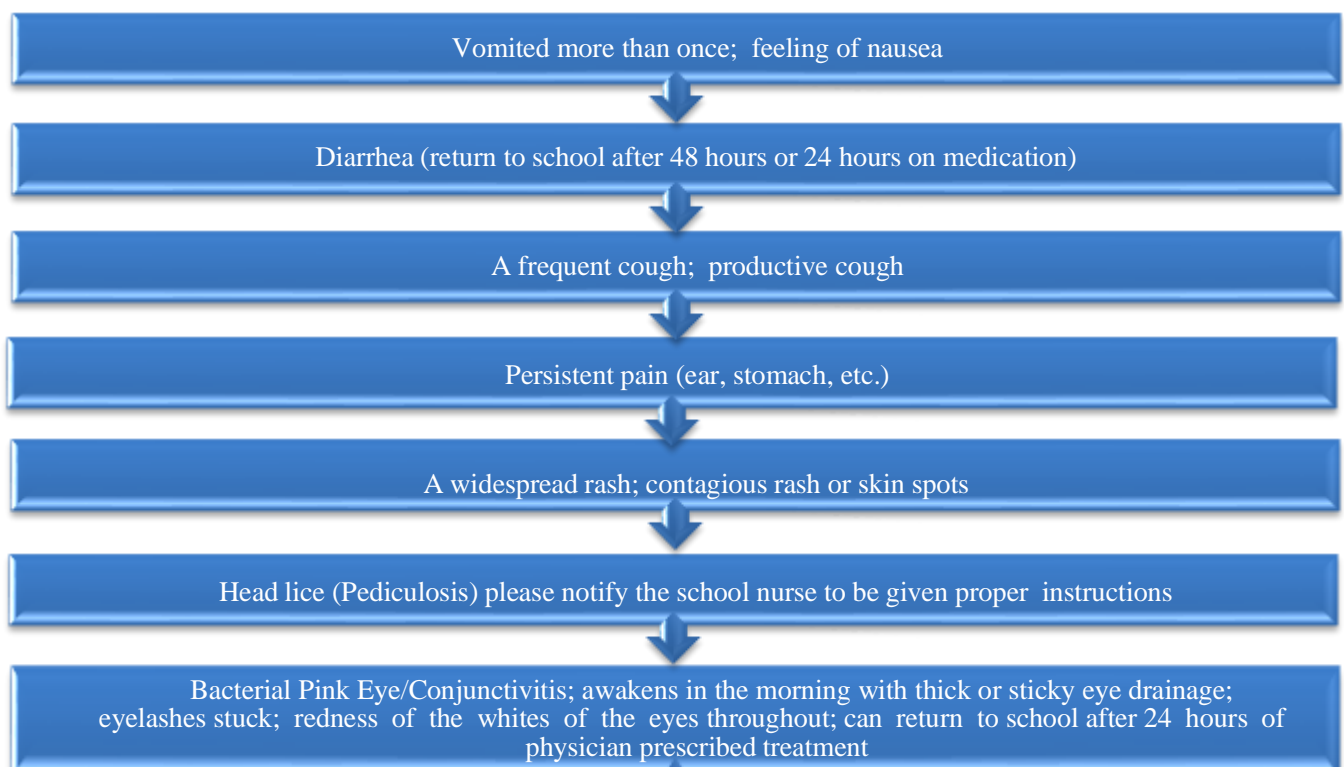 Vomited more than once; feeling of nausea
Diarrhea (return to school after 48 hours or 24 hours on medication)
A frequent cough; productive cough
Persistent pain (ear, stomach, etc.)
A widespread rash; contagious rash or skin spots
Head lice (Pediculosis) please notify the school nurse to be given proper instructions
Bacterial Pink Eye/Conjunctivitis; awakens in the morning with thick or sticky eye drainage;
eyelashes stuck; redness of the whites of the eyes throughout; can return to school after 24 hours of
physician prescribed treatment